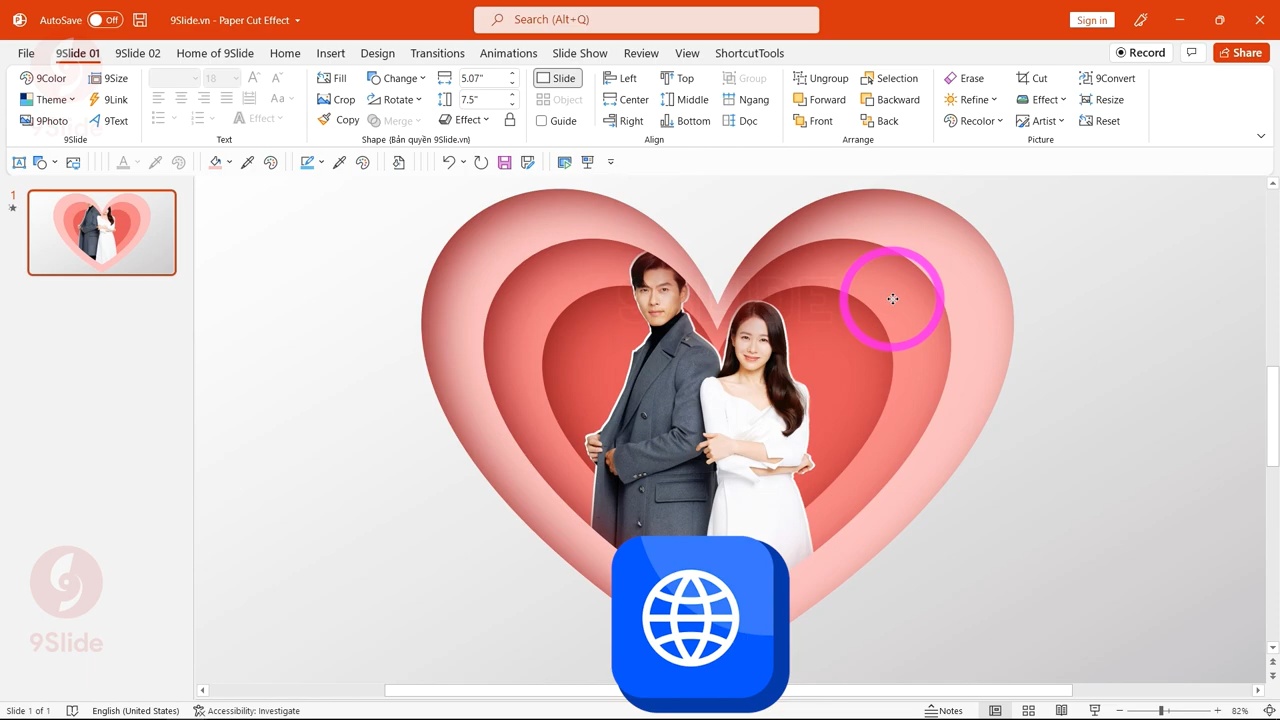 AutoSave Off 9Slide.vn - Paper Cut Effect Search (Alt+Q) Sign in
File 9Slide 01 9Slide 02 Home of 9Slide Home Insert Design Transitions Animations Slide Show Review View ShortcutTools Record Share
9Color 9Size 18 Fill Change 5.07" Slide Left Top Group Ungroup Selection Erase Cut 9Convert
Theme 9Link Aa Copy Rotate 7.5" Object Center Middle Ngang Forward Backward Refine Effect Resize
9Photo 9Text Effect Copy Merge Effect Guide Right Bottom Dọc Front Back Recolor Artist Reset
9Slide Text Shape (Bản quyền 9Slide.vn) Align Arrange Picture
1
9Slide
Slide 1 of 1 English (United States) Accessibility: Investigate Notes 82%